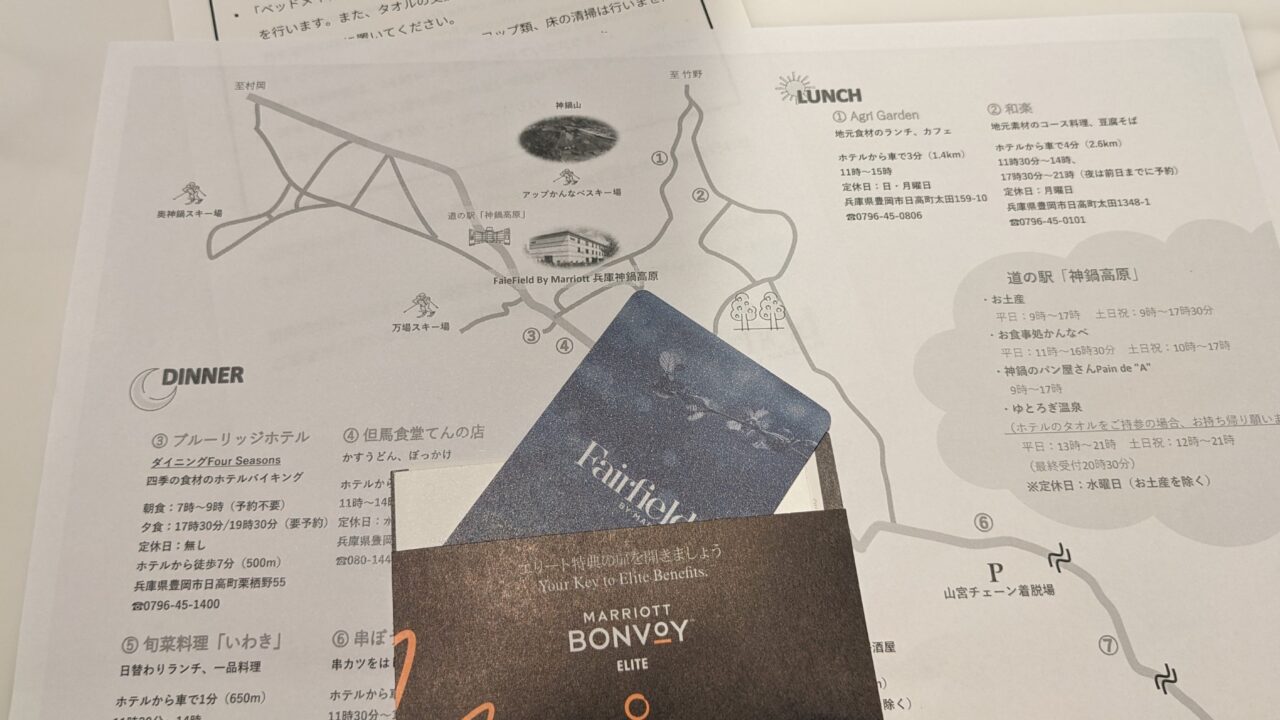 「ベッドメイ
を行います。また、タオルの交
に置いてください。
コップ類、床の清掃は行いませ
至村岡
至 竹野
神鍋山
アップかんなべスキー場
奥神鍋スキー場
道の駅「神鍋高原」
FaieField By Marriott 兵庫神鍋高原
万場スキー場
①
②
③
④
LUNCH
① Agri Garden
地元食材のランチ、カフェ
ホテルから車で3分（1.4km）
11時～15時
定休日：日・月曜日
兵庫県豊岡市日高町太田159-10
☎0796-45-0806
② 和楽
地元素材のコース料理、豆腐そば
ホテルから車で4分（2.6km）
11時30分～14時、
17時30分～21時（夜は前日までに予約）
定休日：月曜日
兵庫県豊岡市日高町太田1348-1
☎0796-45-0101
道の駅「神鍋高原」
・お土産
平日：9時～17時　土日祝：9時～17時30分
・お食事処かんなべ
平日：11時～16時30分　土日祝：10時～17時
・神鍋のパン屋さんPain de "A"
9時～17時
・ゆとろぎ温泉
（ホテルのタオルをご持参の場合、お持ち帰り願いま
平日：13時～21時　土日祝：12時～21時
（最終受付20時30分）
※定休日：水曜日（お土産を除く）
DINNER
③ ブルーリッジホテル
ダイニングFour Seasons
四季の食材のホテルバイキング
朝食：7時～9時（予約不要）
夕食：17時30分/19時30分（要予約）
定休日：無し
ホテルから徒歩7分（500m）
兵庫県豊岡市日高町栗栖野55
☎0796-45-1400
④ 但馬食堂てんの店
かすうどん、ぼっかけ
ホテルから
11時～14時
定休日：水
兵庫県豊岡
☎080-144
⑤ 旬菜料理「いわき」
日替わりランチ、一品料理
ホテルから車で1分（650m）
11時30分～14時
⑥ 串ぼ
串カツをは
ホテルから
11時30分
Fairfield
エリート特典の扉を開きましょう
Your Key to Elite Benefits.
MARRIOTT
BONVOY
ELITE
⑥
P
山宮チェーン着脱場
⑦
酒屋
除く）